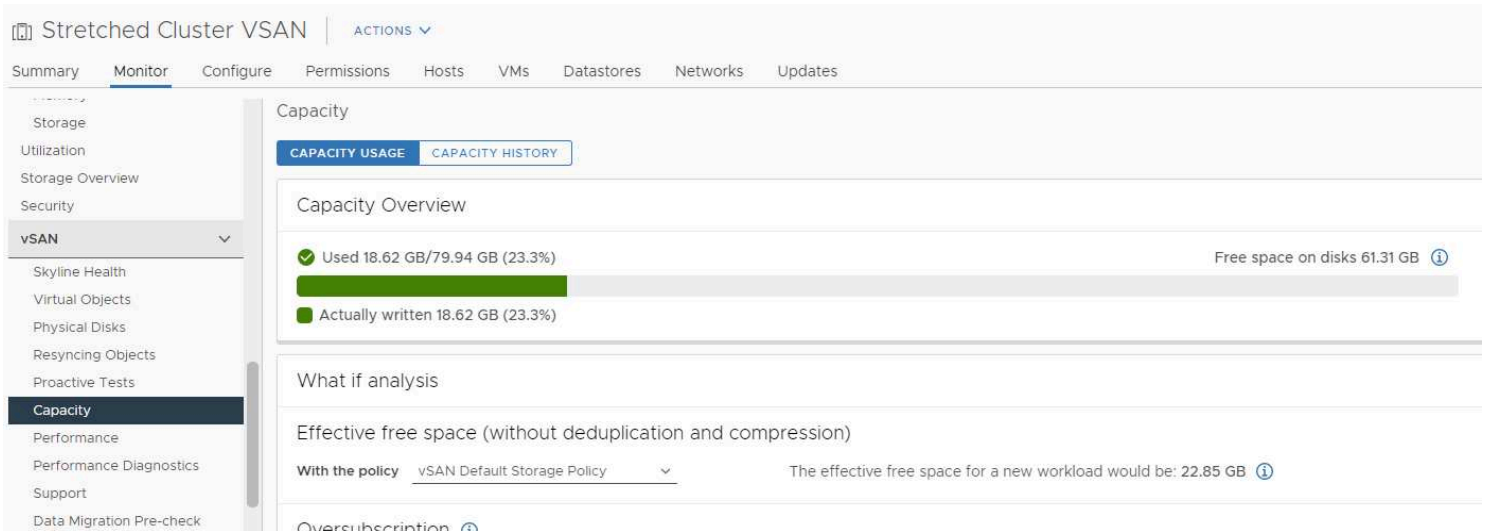 Stretched Cluster VSAN ACTIONS
Summary Monitor Configure Permissions Hosts VMs Datastores Networks Updates
Storage
Utilization
Storage Overview
Security
vSAN
Skyline Health
Virtual Objects
Physical Disks
Resyncing Objects
Proactive Tests
Capacity
Performance
Performance Diagnostics
Support
Data Migration Pre-check
Capacity
CAPACITY USAGE CAPACITY HISTORY
Capacity Overview
Used 18.62 GB/79.94 GB (23.3%) Free space on disks 61.31 GB
Actually written 18.62 GB (23.3%)
What if analysis
Effective free space (without deduplication and compression)
With the policy vSAN Default Storage Policy The effective free space for a new workload would be: 22.85 GB
Oversubscription